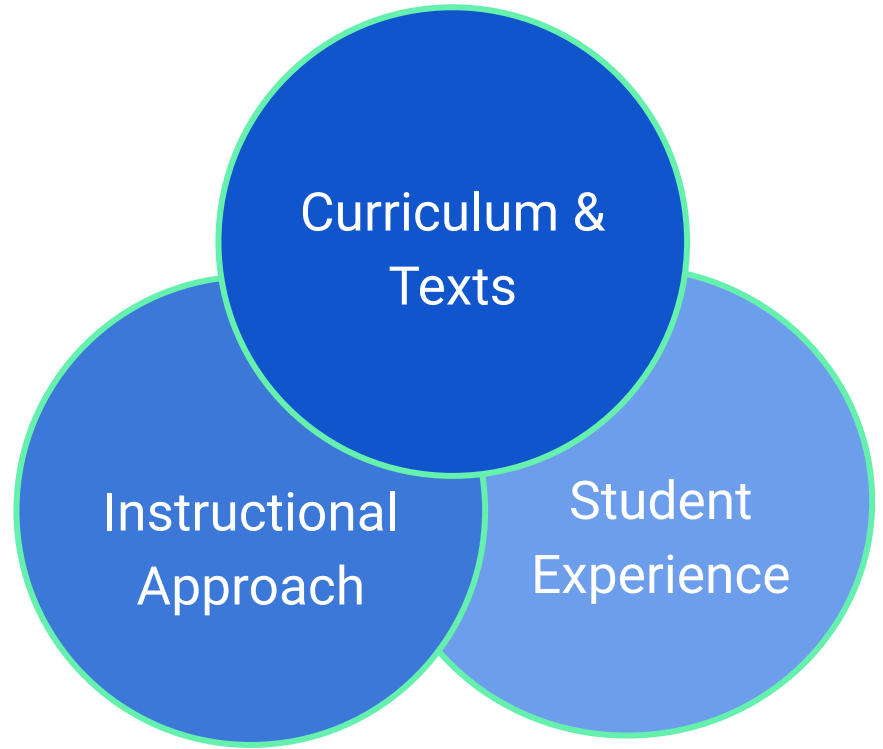 Curriculum &
Texts
Instructional
Approach
Student
Experience